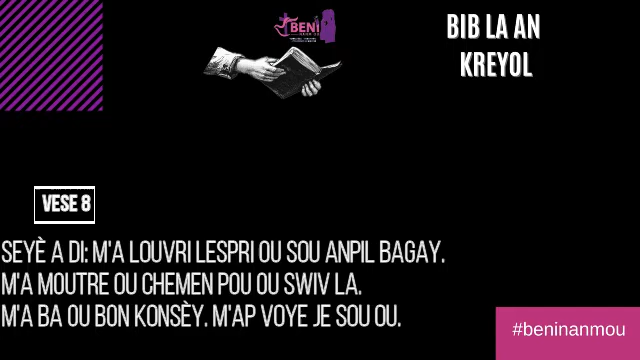 BENI
BIB LA AN
KREYOL
VESE 8
SEYÈ A DI: M'A LOUVRI LESPRI OU SOU ANPIL BAGAY.
M'A MOUTRE OU CHEMEN POU OU SWIV LA.
M'A BA OU BON KONSÈY. M'AP VOYE JE SOU OU.
#beninanmou